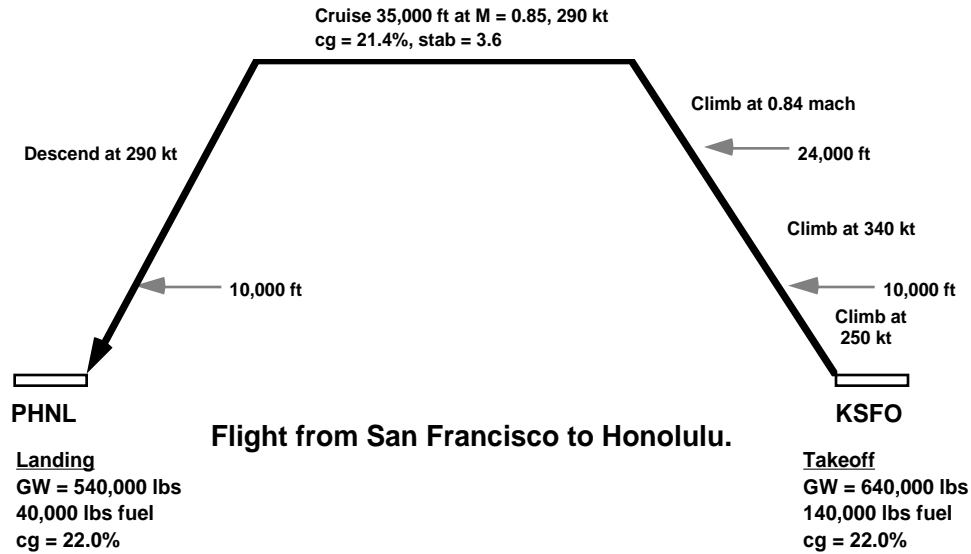 Cruise 35,000 ft at M = 0.85, 290 kt
cg = 21.4%, stab = 3.6
Climb at 0.84 mach
Descend at 290 kt
24,000 ft
Climb at 340 kt
10,000 ft
10,000 ft
Climb at
250 kt
PHNL
KSFO
Flight from San Francisco to Honolulu.
Landing
GW = 540,000 lbs
40,000 lbs fuel
cg = 22.0%
Takeoff
GW = 640,000 lbs
140,000 lbs fuel
cg = 22.0%